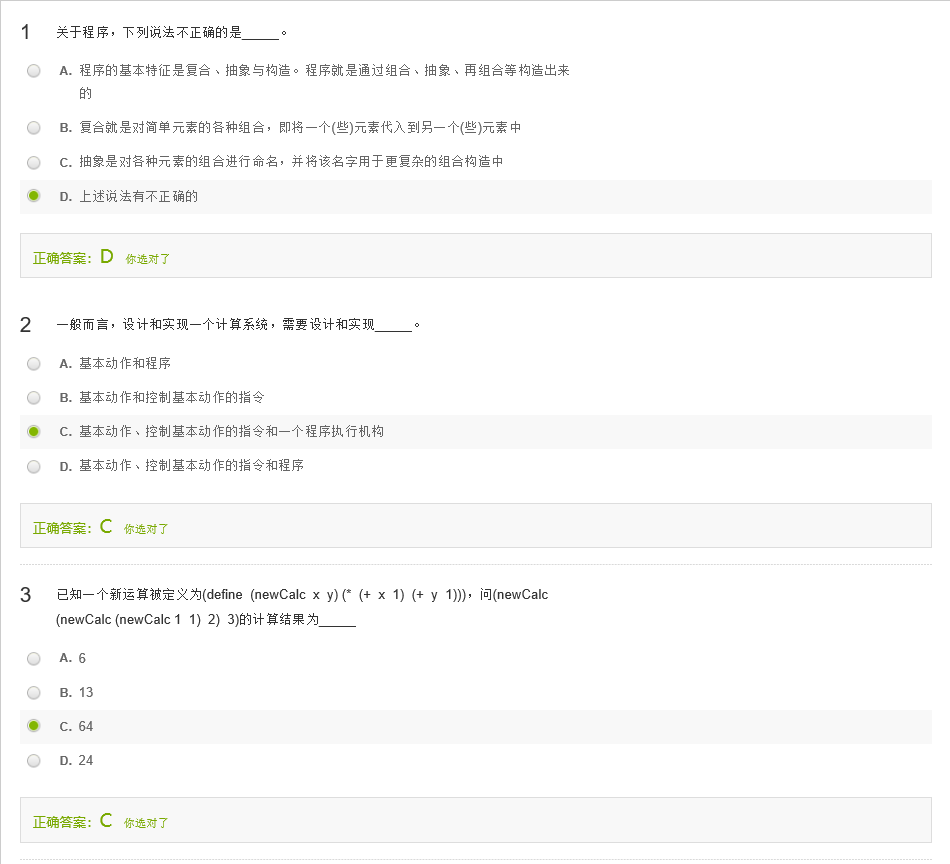 1 关于程序，下列说法不正确的是_____。
A. 程序的基本特征是复合、抽象与构造。程序就是通过组合、抽象、再组合等构造出来
的
B. 复合就是对简单元素的各种组合，即将一个(些)元素代入到另一个(些)元素中
C. 抽象是对各种元素的组合进行命名，并将该名字用于更复杂的组合构造中
D. 上述说法有不正确的
正确答案：D 你选对了
2 一般而言，设计和实现一个计算系统，需要设计和实现_____。
A. 基本动作和程序
B. 基本动作和控制基本动作的指令
C. 基本动作、控制基本动作的指令和一个程序执行机构
D. 基本动作、控制基本动作的指令和程序
正确答案：C 你选对了
3 已知一个新运算被定义为(define (newCalc x y) (* (+ x 1) (+ y 1)))，问(newCalc
(newCalc (newCalc 1 1) 2) 3)的计算结果为_____
A. 6
B. 13
C. 64
D. 24
正确答案：C 你选对了